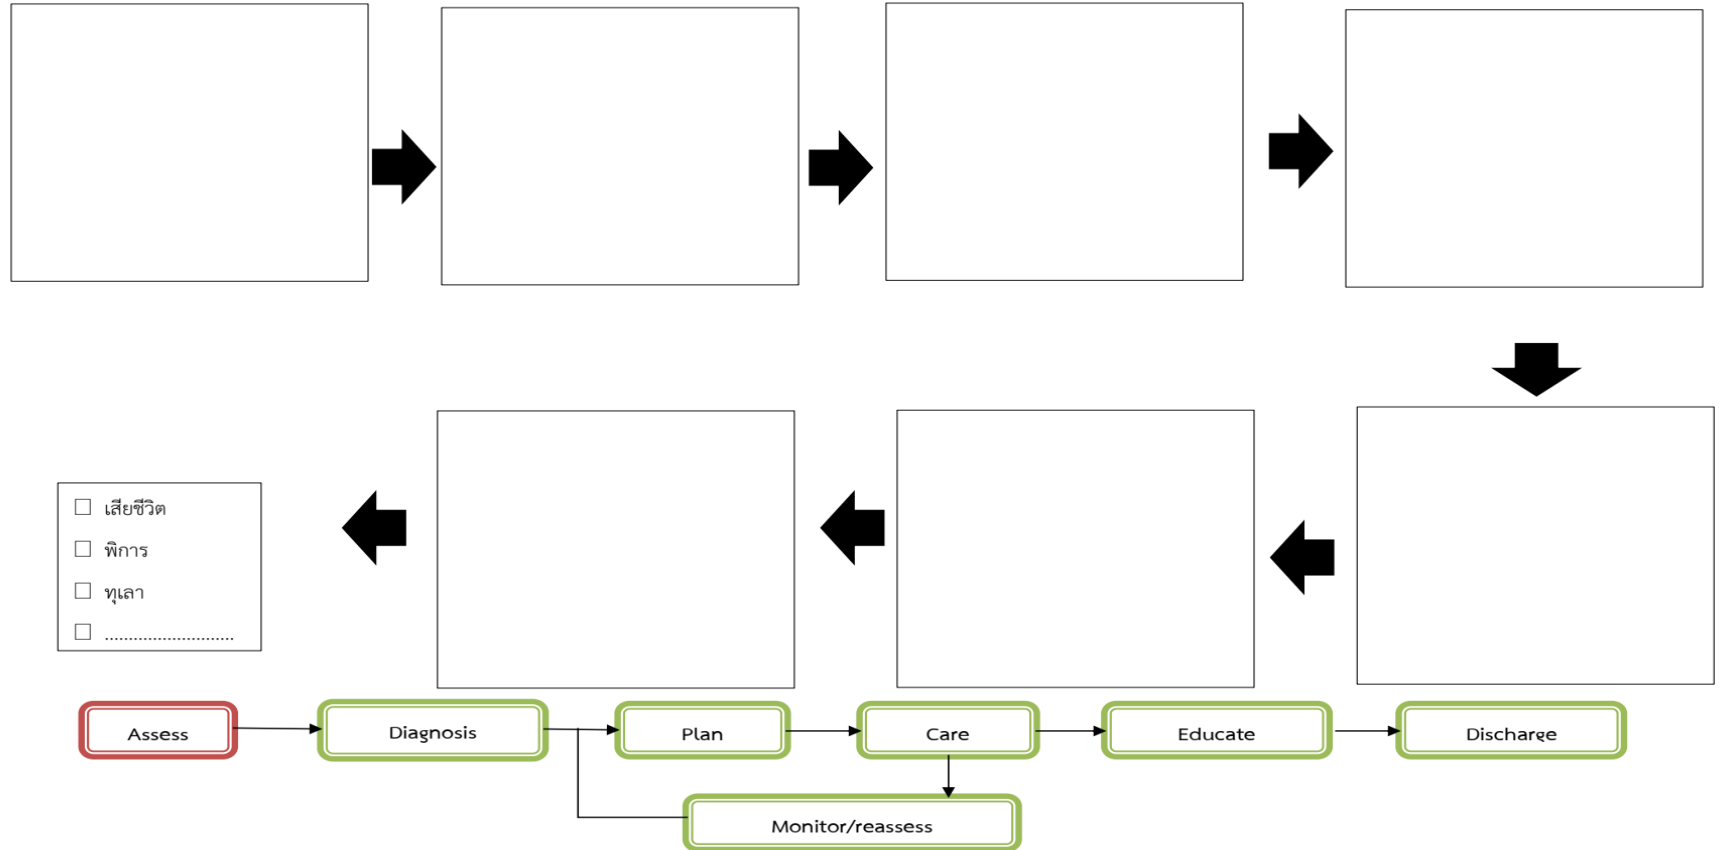 ☐ เสียชีวิต
☐ พิการ
☐ ทุเลา
☐ ...........................
Assess
Diagnosis
Plan
Care
Educate
Discharge
Monitor/reassess